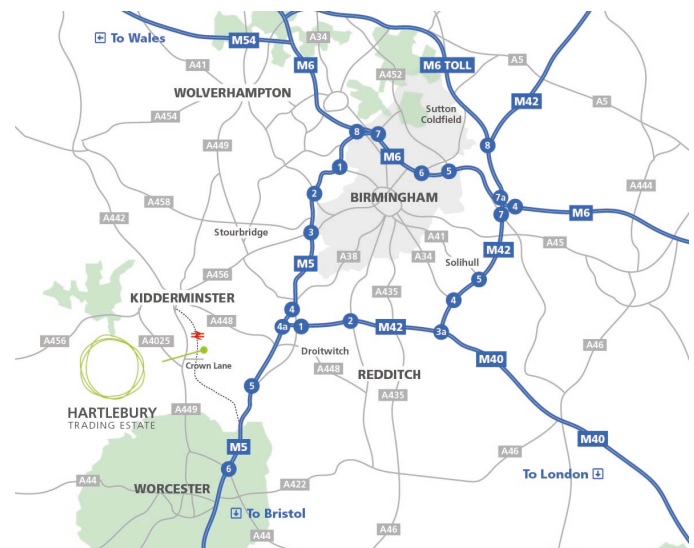 To Wales
M54
A34
M6
A452
M6 TOLL
A5
A41
WOLVERHAMPTON
M42
A5
Sutton
Coldfield
A454
8
7
A449
M6
8
1
6
5
A444
2
BIRMINGHAM
7a
4
A458
7
M6
A442
Stourbridge
3
A41
A45
M5
A38
A34
M42
Solihull
A456
5
KIDDERMINSTER
A435
4
4
A448
4a
1
2
M42
3a
A456
A4025
Droitwitch
M40
A46
Crown Lane
A448
REDDITCH
5
A435
HARTLEBURY
TRADING ESTATE
A449
M5
M40
A46
6
To London
A44
A422
WORCESTER
To Bristol
A44
A46